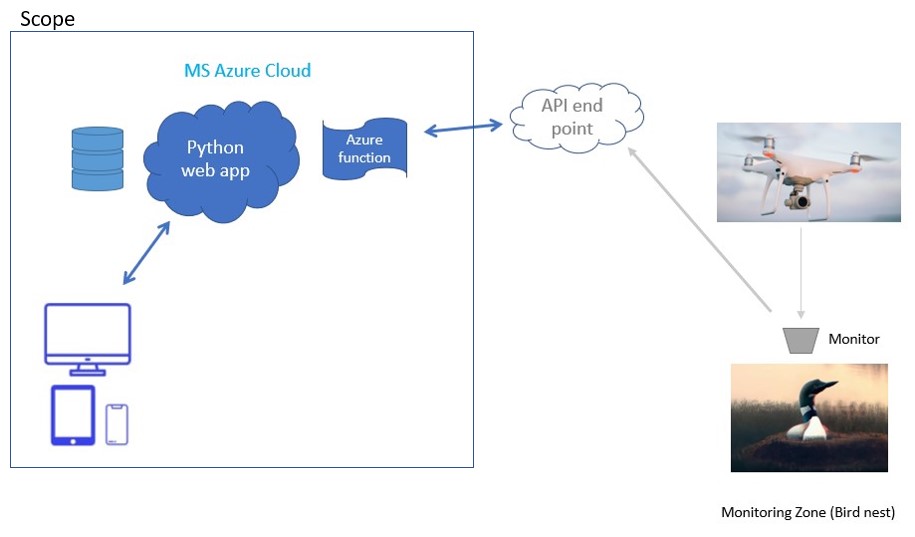 Scope
MS Azure Cloud
Python
web app
Azure
function
API end
point
Monitor
Monitoring Zone (Bird nest)